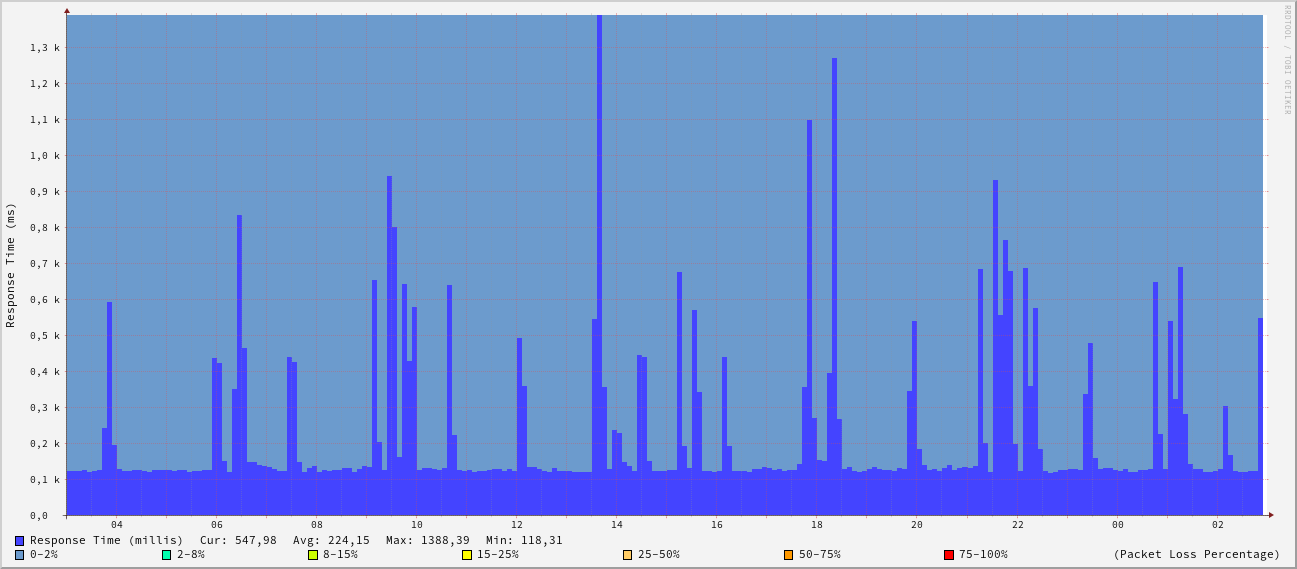 RRDTOOL / TOBI OETIKER
Response Time (ms)
1,3 k
1,2 k
1,1 k
1,0 k
0,9 k
0,8 k
0,7 k
0,6 k
0,5 k
0,4 k
0,3 k
0,2 k
0,1 k
0,0
04 06 08 10 12 14 16 18 20 22 00 02
Response Time (millis) Cur: 547,98 Avg: 224,15 Max: 1388,39 Min: 118,31
0-2% 2-8% 8-15% 15-25% 25-50% 50-75% 75-100% (Packet Loss Percentage)